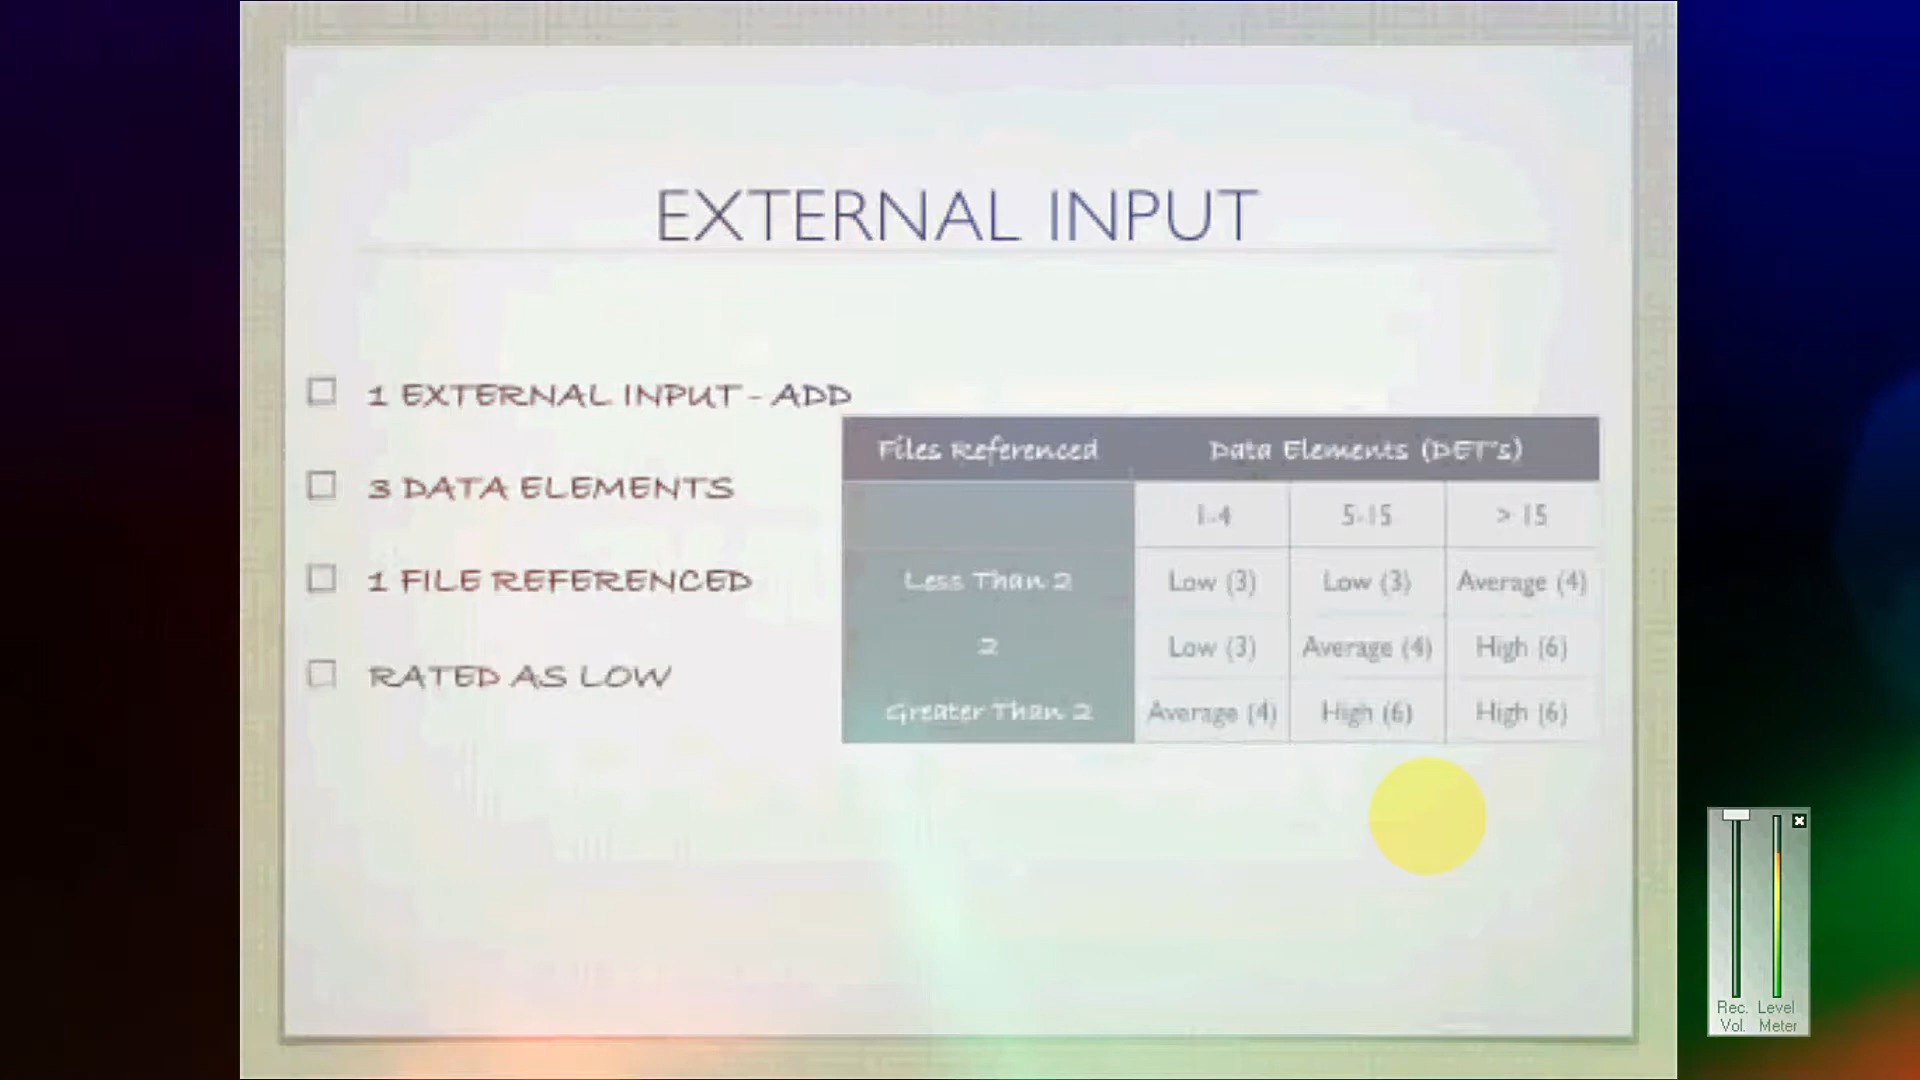 EXTERNAL INPUT
1 EXTERNAL INPUT - ADD
3 DATA ELEMENTS
1 FILE REFERENCED
RATED AS LOW
Files Referenced Data Elements (DET's)
1-4 5-15 > 15
Less Than 2 Low (3) Low (3) Average (4)
2 Low (3) Average (4) High (6)
Greater Than 2 Average (4) High (6) High (6)
Rec. Level
Vol. Meter